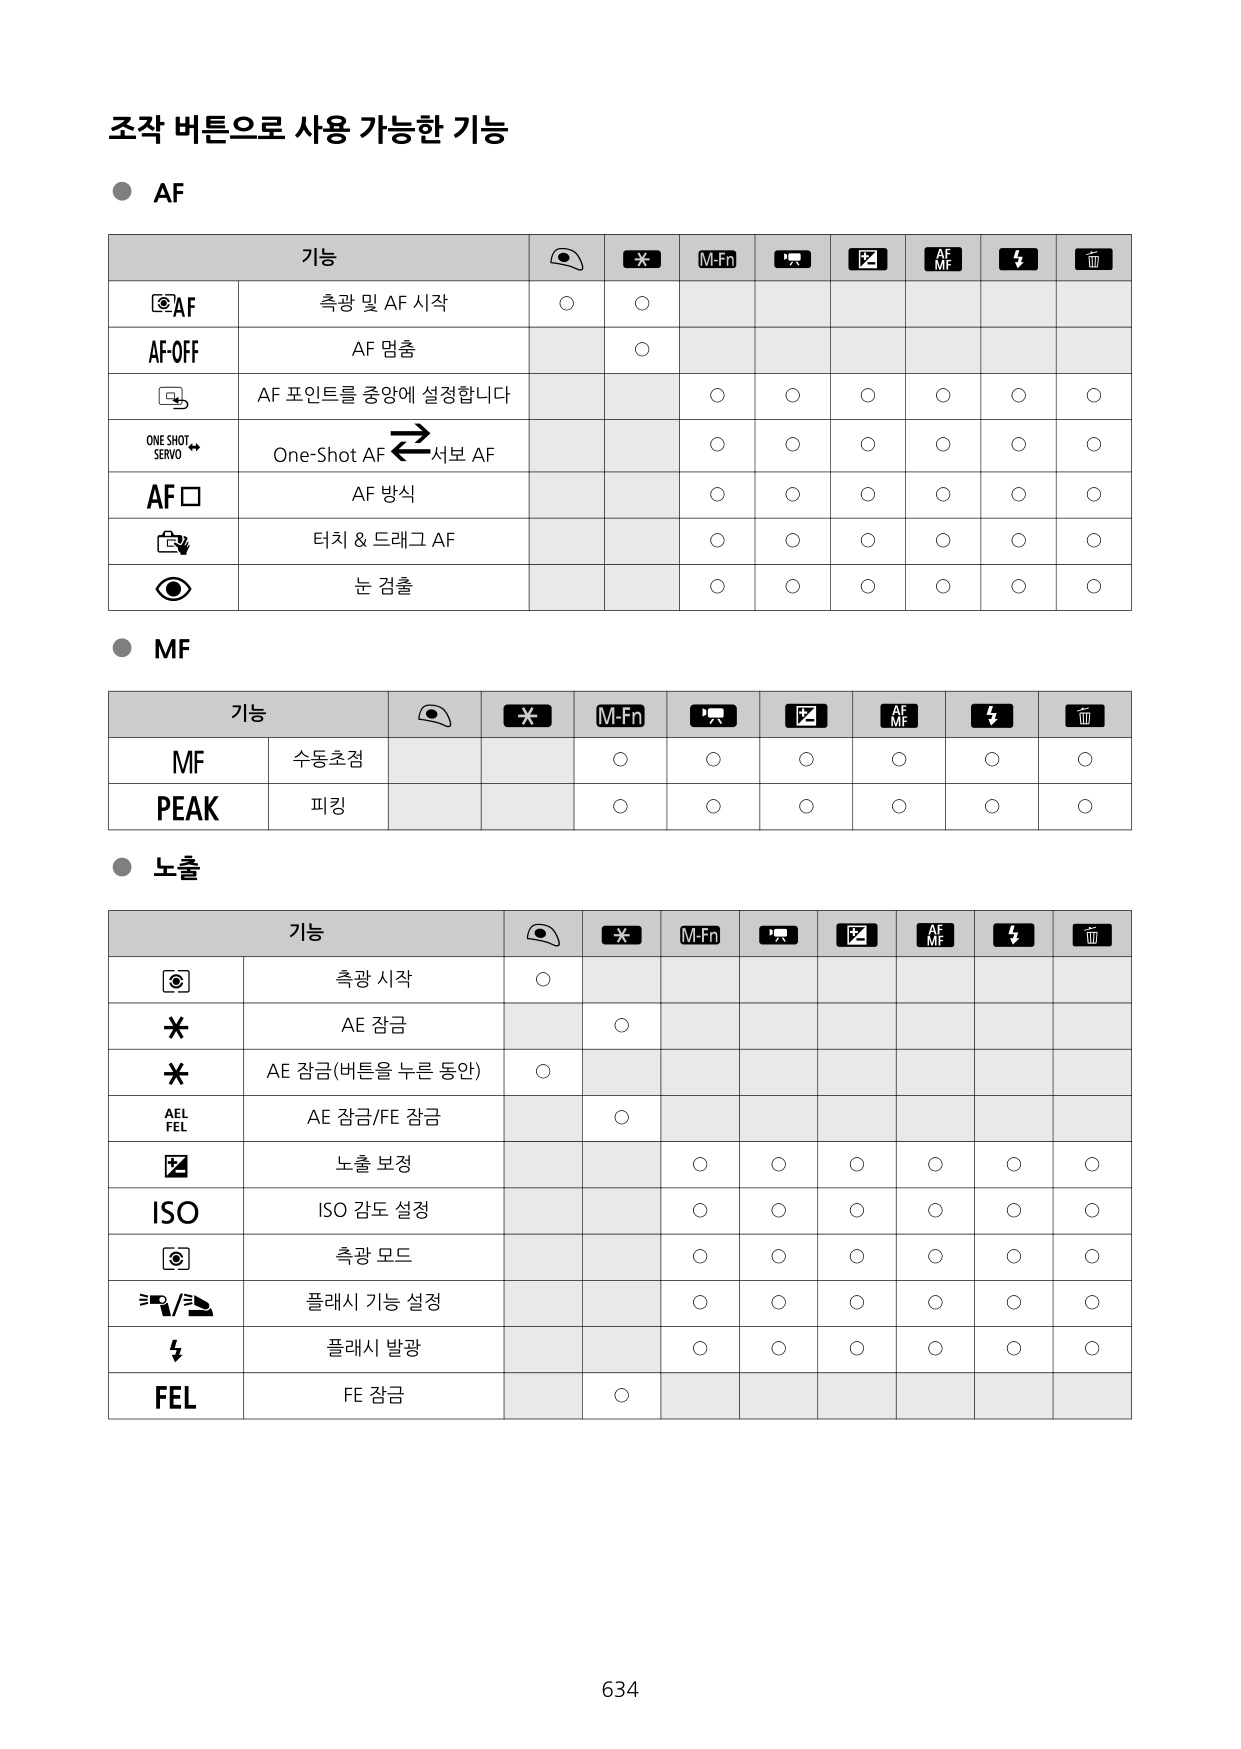 조작 버튼으로 사용 가능한 기능
● AF
기능 M-Fn AF MF
AF 측광 및 AF 시작 ○ ○
AF-OFF AF 멈춤 ○
AF 포인트를 중앙에 설정합니다 ○ ○ ○ ○ ○ ○
ONE SHOT SERVO One-Shot AF 서보 AF ○ ○ ○ ○ ○ ○
AF AF 방식 ○ ○ ○ ○ ○ ○
터치 & 드래그 AF ○ ○ ○ ○ ○ ○
눈 검출 ○ ○ ○ ○ ○ ○
● MF
기능 M-Fn AF MF
MF 수동초점 ○ ○ ○ ○ ○ ○
PEAK 피킹 ○ ○ ○ ○ ○ ○
● 노출
기능 M-Fn AF MF
측광 시작 ○
AE 잠금 ○
AE 잠금(버튼을 누른 동안) ○
AEL FEL AE 잠금/FE 잠금 ○
노출 보정 ○ ○ ○ ○ ○ ○
ISO ISO 감도 설정 ○ ○ ○ ○ ○ ○
측광 모드 ○ ○ ○ ○ ○ ○
/ 플래시 기능 설정 ○ ○ ○ ○ ○ ○
플래시 발광 ○ ○ ○ ○ ○ ○
FEL FE 잠금 ○
634